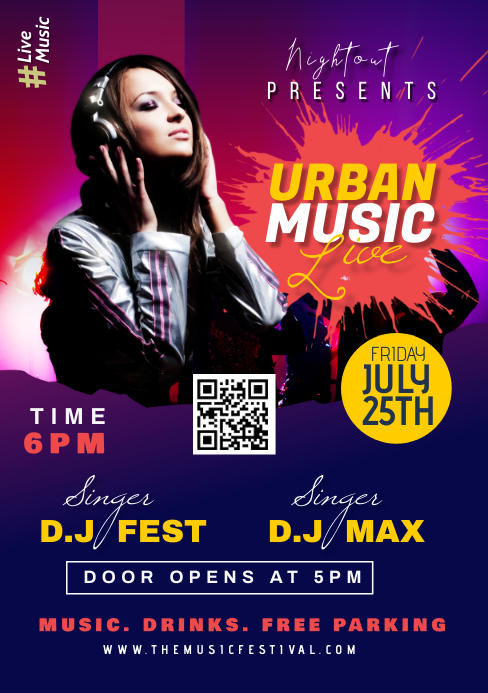 #Live
Music
Nightout
PRESENTS
URBAN
MUSIC
Live
FRIDAY
JULY
25TH
TIME
6PM
Singer
D.J FEST
Singer
D.J MAX
DOOR OPENS AT 5PM
MUSIC. DRINKS. FREE PARKING
WWW.THEMUSICFESTIVAL.COM